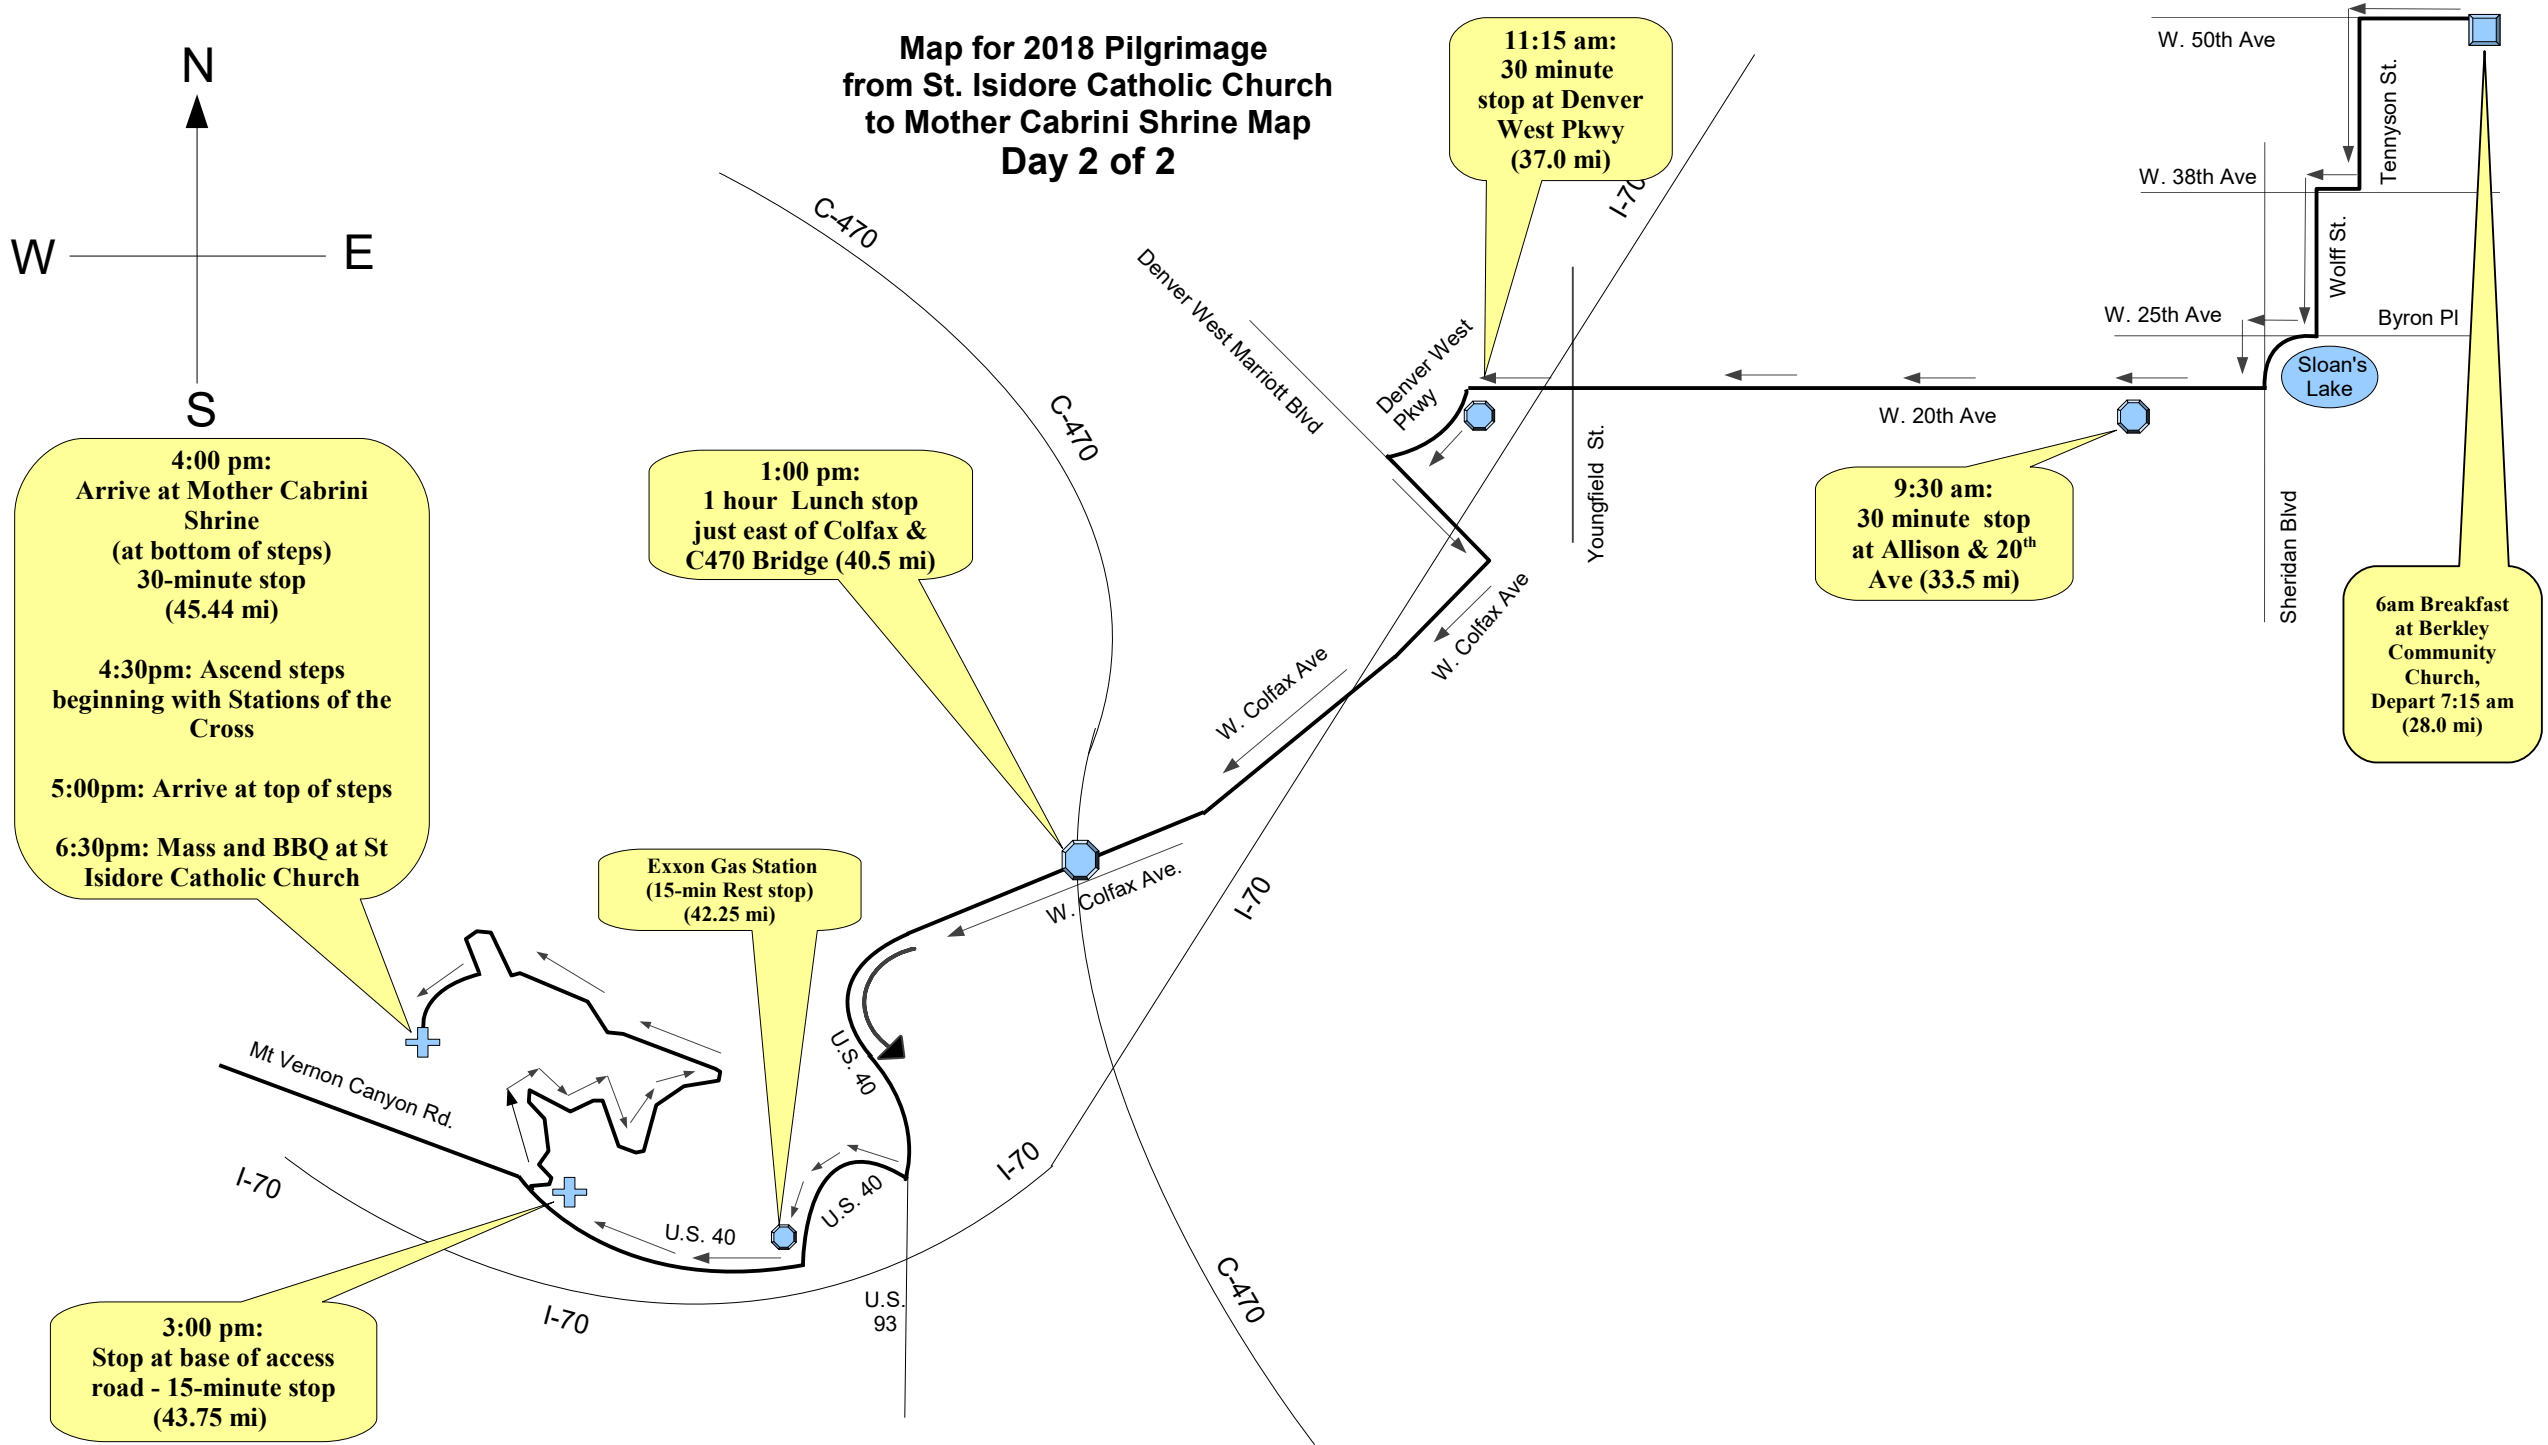 Map for 2018 Pilgrimage
from St. Isidore Catholic Church
to Mother Cabrini Shrine Map
Day 2 of 2
N
W
E
S
11:15 am:
30 minute
stop at Denver
West Pkwy
(37.0 mi)
W. 50th Ave
Tennyson St.
W. 38th Ave
Wolff St.
W. 25th Ave
Byron Pl
Sloan's
Lake
W. 20th Ave
Sheridan Blvd
Youngfield St.
I-70
C-470
C-470
Denver West Marriott Blvd
Denver West
Pkwy
6am Breakfast
at Berkley
Community
Church,
Depart 7:15 am
(28.0 mi)
9:30 am:
30 minute stop
at Allison & 20th
Ave (33.5 mi)
1:00 pm:
1 hour Lunch stop
just east of Colfax &
C470 Bridge (40.5 mi)
W. Colfax Ave
W. Colfax Ave
W. Colfax Ave.
I-70
4:00 pm:
Arrive at Mother Cabrini
Shrine
(at bottom of steps)
30-minute stop
(45.44 mi)
4:30pm: Ascend steps
beginning with Stations of the
Cross
5:00pm: Arrive at top of steps
6:30pm: Mass and BBQ at St
Isidore Catholic Church
Exxon Gas Station
(15-min Rest stop)
(42.25 mi)
U.S. 40
U.S. 40
U.S. 40
Mt Vernon Canyon Rd.
I-70
I-70
I-70
U.S.
93
C-470
3:00 pm:
Stop at base of access
road - 15-minute stop
(43.75 mi)